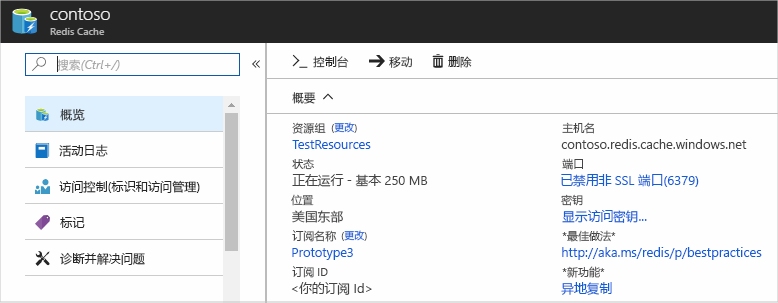 contoso
Redis Cache
搜索(Ctrl+/)
«
概览
活动日志
访问控制(标识和访问管理)
标记
诊断并解决问题
控制台 移动 删除
概要
资源组 (更改)
TestResources
状态
正在运行 - 基本 250 MB
位置
美国东部
订阅名称 (更改)
Prototype3
订阅 ID
<你的订阅 Id>
主机名
contoso.redis.cache.windows.net
端口
已禁用非 SSL 端口(6379)
密钥
显示访问密钥...
*最佳做法*
http://aka.ms/redis/p/bestpractices
*新功能*
异地复制